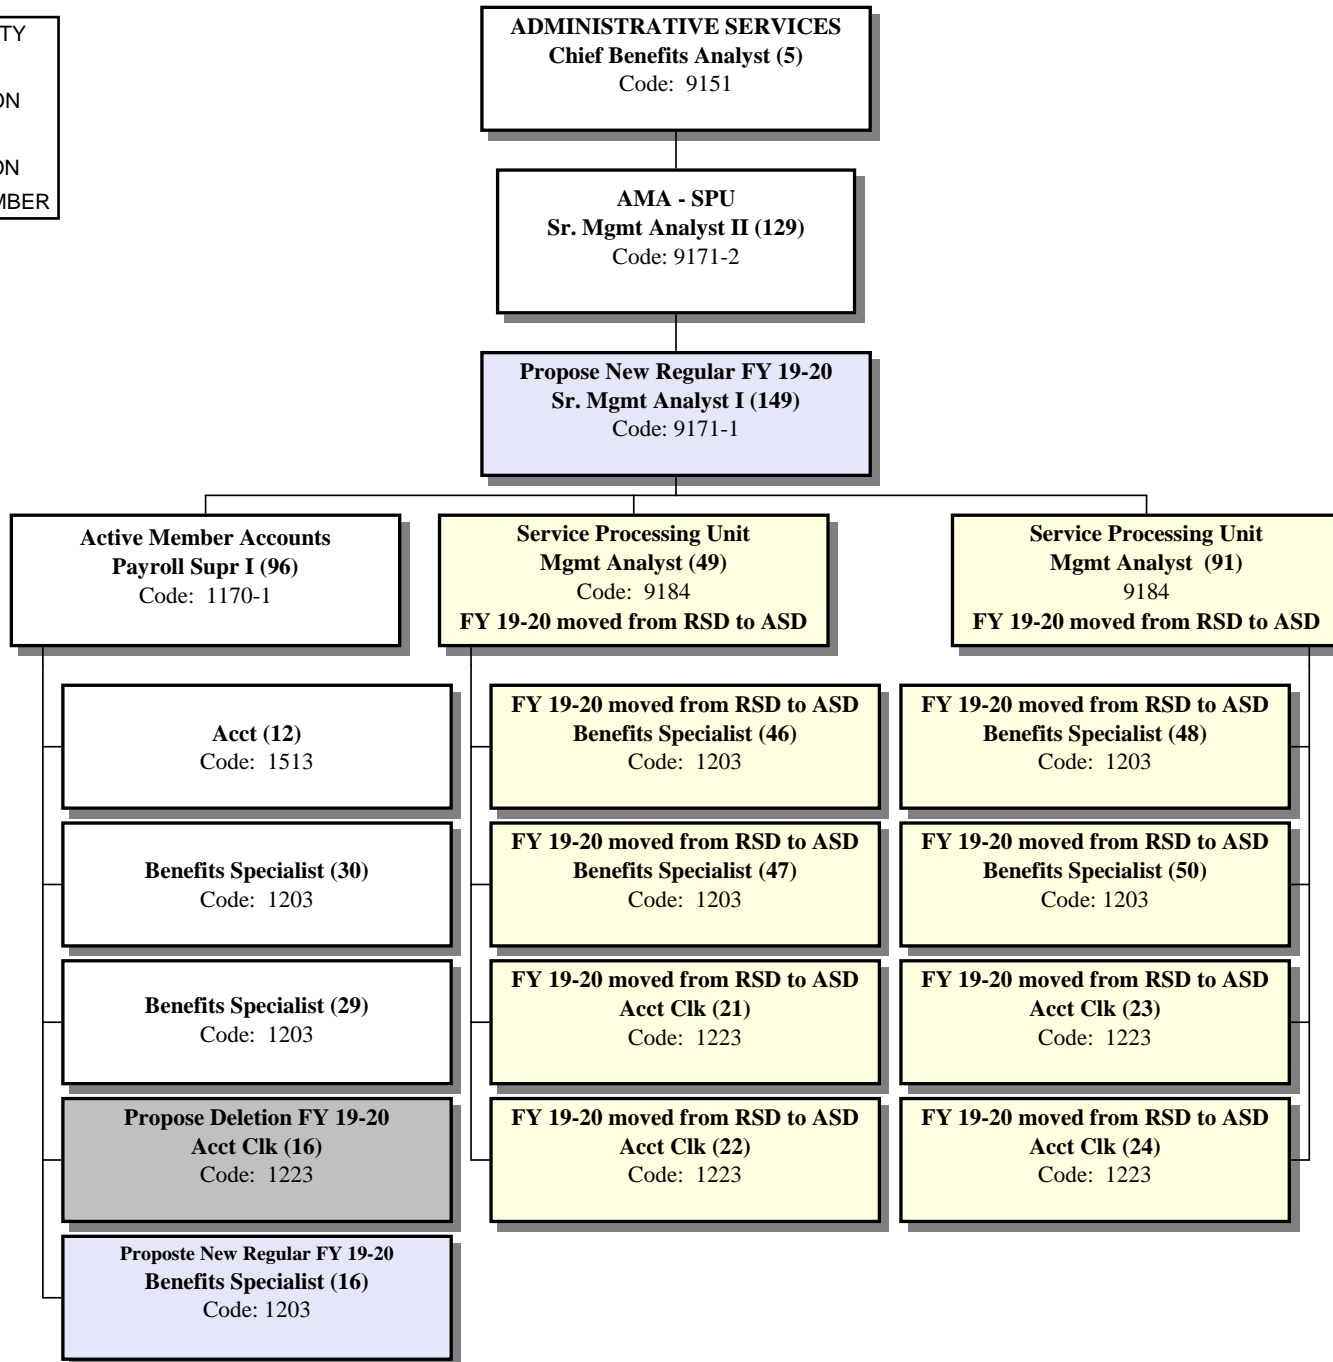 TY
ON
ON
MBER
ADMINISTRATIVE SERVICES
Chief Benefits Analyst (5)
Code: 9151
AMA - SPU
Sr. Mgmt Analyst II (129)
Code: 9171-2
Propose New Regular FY 19-20
Sr. Mgmt Analyst I (149)
Code: 9171-1
Active Member Accounts
Payroll Supr I (96)
Code: 1170-1
Service Processing Unit
Mgmt Analyst (49)
Code: 9184
FY 19-20 moved from RSD to ASD
Service Processing Unit
Mgmt Analyst (91)
9184
FY 19-20 moved from RSD to ASD
Acct (12)
Code: 1513
Benefits Specialist (30)
Code: 1203
Benefits Specialist (29)
Code: 1203
Propose Deletion FY 19-20
Acct Clk (16)
Code: 1223
Proposte New Regular FY 19-20
Benefits Specialist (16)
Code: 1203
FY 19-20 moved from RSD to ASD
Benefits Specialist (46)
Code: 1203
FY 19-20 moved from RSD to ASD
Benefits Specialist (47)
Code: 1203
FY 19-20 moved from RSD to ASD
Acct Clk (21)
Code: 1223
FY 19-20 moved from RSD to ASD
Acct Clk (22)
Code: 1223
FY 19-20 moved from RSD to ASD
Benefits Specialist (48)
Code: 1203
FY 19-20 moved from RSD to ASD
Benefits Specialist (50)
Code: 1203
FY 19-20 moved from RSD to ASD
Acct Clk (23)
Code: 1223
FY 19-20 moved from RSD to ASD
Acct Clk (24)
Code: 1223